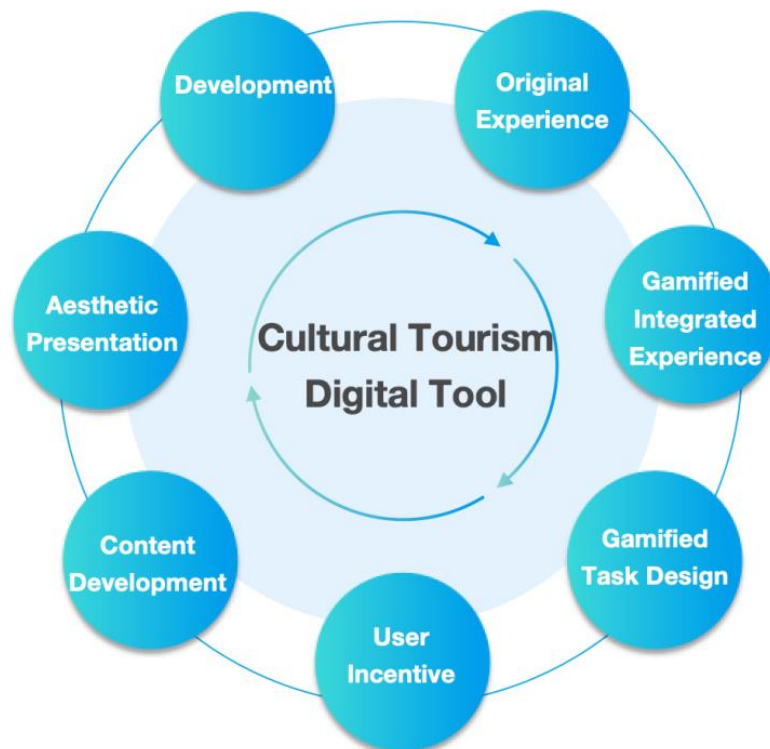 Development
Original
Experience
Aesthetic
Presentation
Gamified
Integrated
Experience
Cultural Tourism
Digital Tool
Content
Development
Gamified
Task Design
User
Incentive